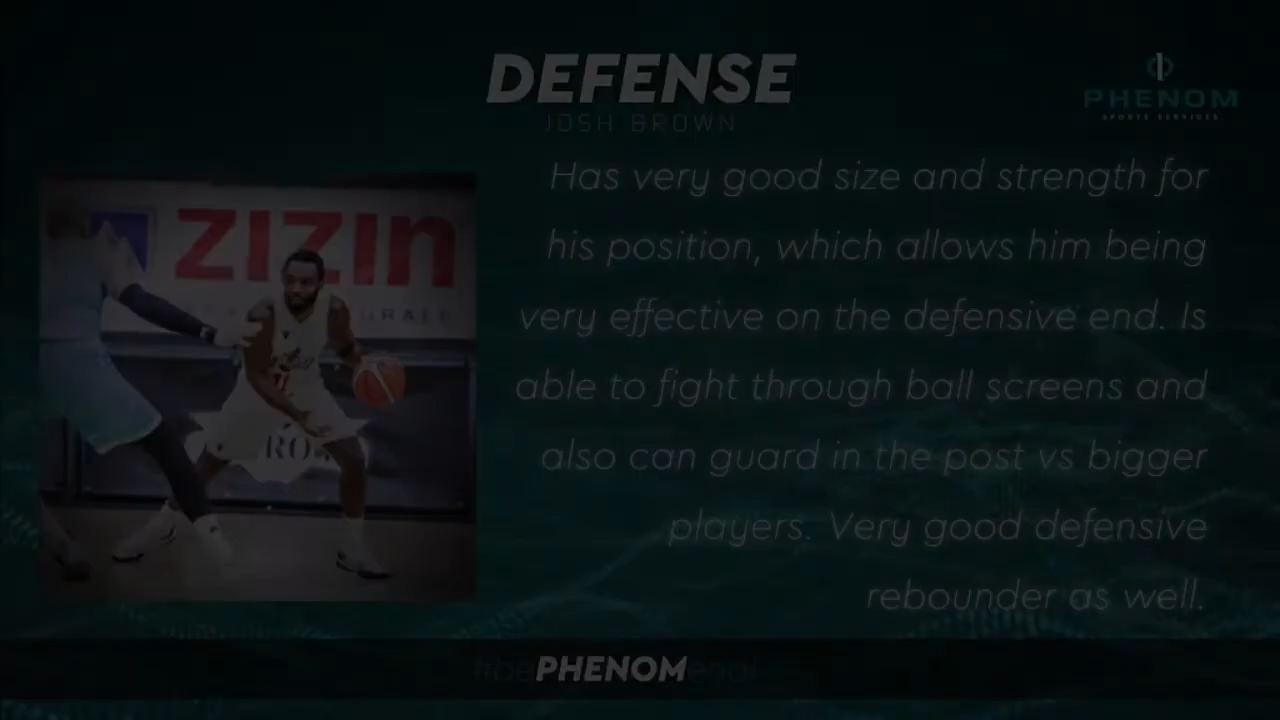 DEFENSE
JOSH BROWN
PHENOM
SPORTS SERVICES
Has very good size and strength for
his position, which allows him being
very effective on the defensive end. Is
able to fight through ball screens and
also can guard in the post vs bigger
players. Very good defensive
rebounder as well.
ZIZIn
PHENOM